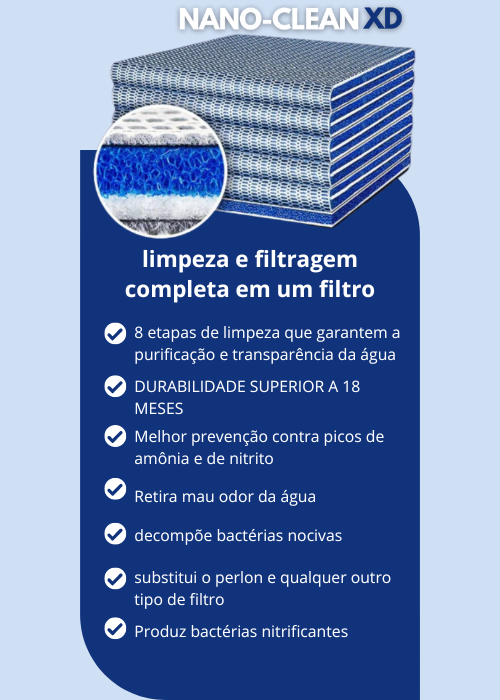 NANO-CLEAN XD
limpeza e filtragem
completa em um filtro
8 etapas de limpeza que garantem a
purificação e transparência da água
DURABILIDADE SUPERIOR A 18
MESES
Melhor prevenção contra picos de
amônia e de nitrito
Retira mau odor da água
decompõe bactérias nocivas
substitui o perlon e qualquer outro
tipo de filtro
Produz bactérias nitrificantes